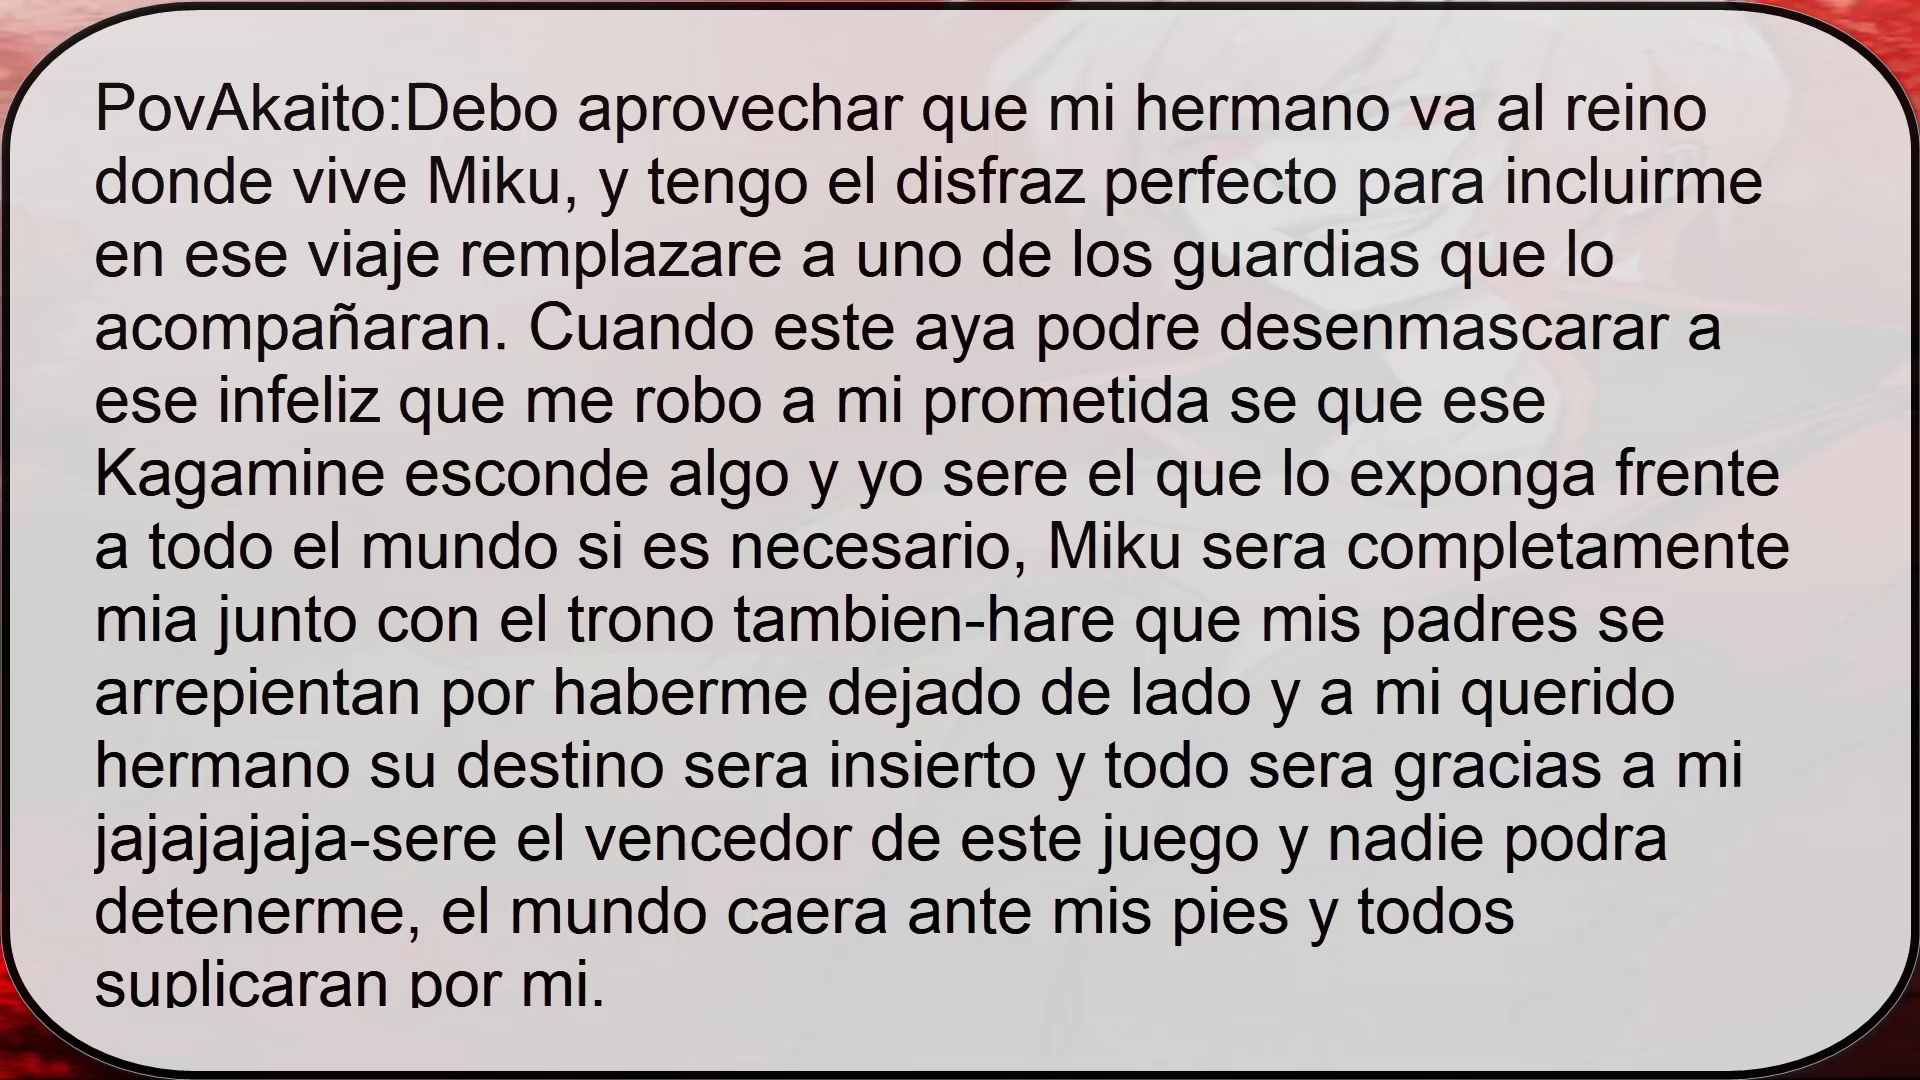 PovAkaito:Debo aprovechar que mi hermano va al reino
donde vive Miku, y tengo el disfraz perfecto para incluirme
en ese viaje remplazare a uno de los guardias que lo
acompañaran. Cuando este aya podre desenmascarar a
ese infeliz que me robo a mi prometida se que ese
Kagamine esconde algo y yo sere el que lo exponga frente
a todo el mundo si es necesario, Miku sera completamente
mia junto con el trono tambien-hare que mis padres se
arrepientan por haberme dejado de lado y a mi querido
hermano su destino sera insierto y todo sera gracias a mi
jajajajaja-sere el vencedor de este juego y nadie podra
detenerme, el mundo caera ante mis pies y todos
suplicaran por mi.